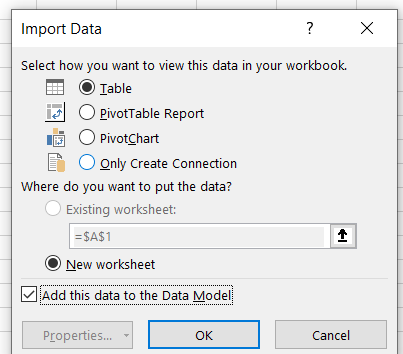 Import Data ? ×
Select how you want to view this data in your workbook.
Table
PivotTable Report
PivotChart
Only Create Connection
Where do you want to put the data?
Existing worksheet:
=$A$1
New worksheet
Add this data to the Data Model
Properties... OK Cancel